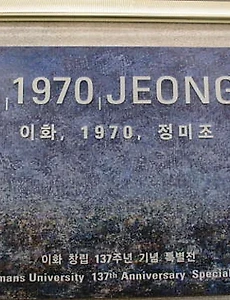 , 1970, JEONG
이화, 1970, 정미조
이화 창립 137주년 기념 특별전
mans University 137th Anniversary Special